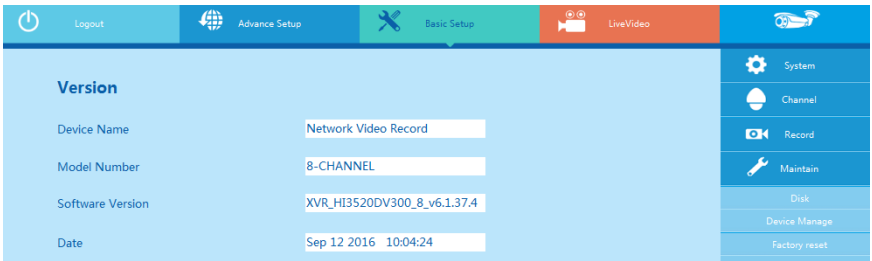 Logout Advance Setup Basic Setup LiveVideo
Version
Device Name Network Video Record
Model Number 8-CHANNEL
Software Version XVR_HI3520DV300_8_v6.1.37.4
Date Sep 12 2016 10:04:24
System
Channel
Record
Maintain
Disk
Device Manage
Factory reset